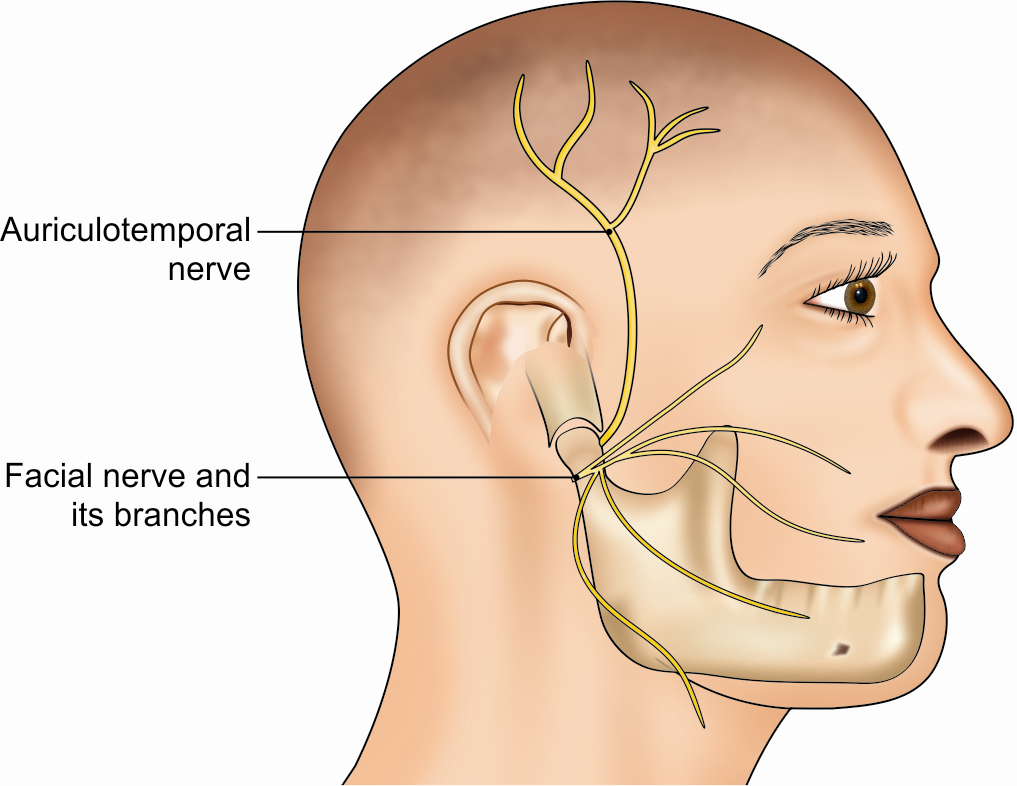 Auriculotemporal
nerve
Facial nerve and
its branches